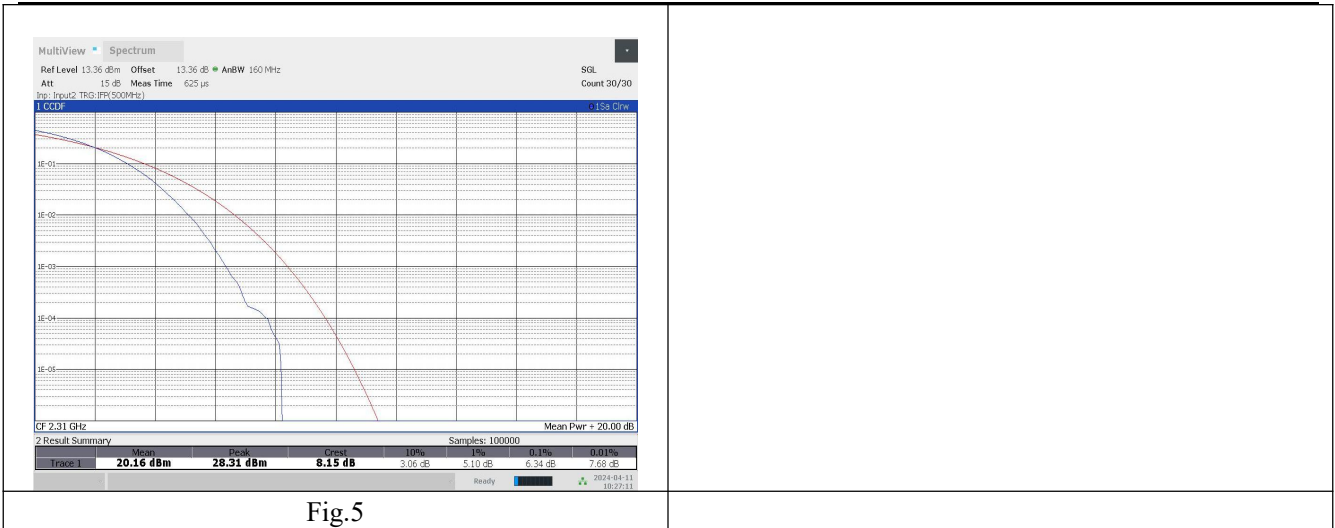 MultiView Spectrum
Ref Level 13.36 dBm Offset 13.36 dB AnBW 160 MHz SGL
Att 15 dB Meas Time 625 µs Count 30/30
Inp: Input2 TRG:IFP(500MHz)
1 CCDF 1Sa Clrw
1E-01
1E-02
1E-03
1E-04
1E-05
CF 2.31 GHz Mean Pwr + 20.00 dB
2 Result Summary Samples: 100000
Mean Peak Crest 10% 1% 0.1% 0.01%
Trace 1 20.16 dBm 28.31 dBm 8.15 dB 3.06 dB 5.10 dB 6.34 dB 7.68 dB
Ready 2024-04-11
10:27:11
Fig.5